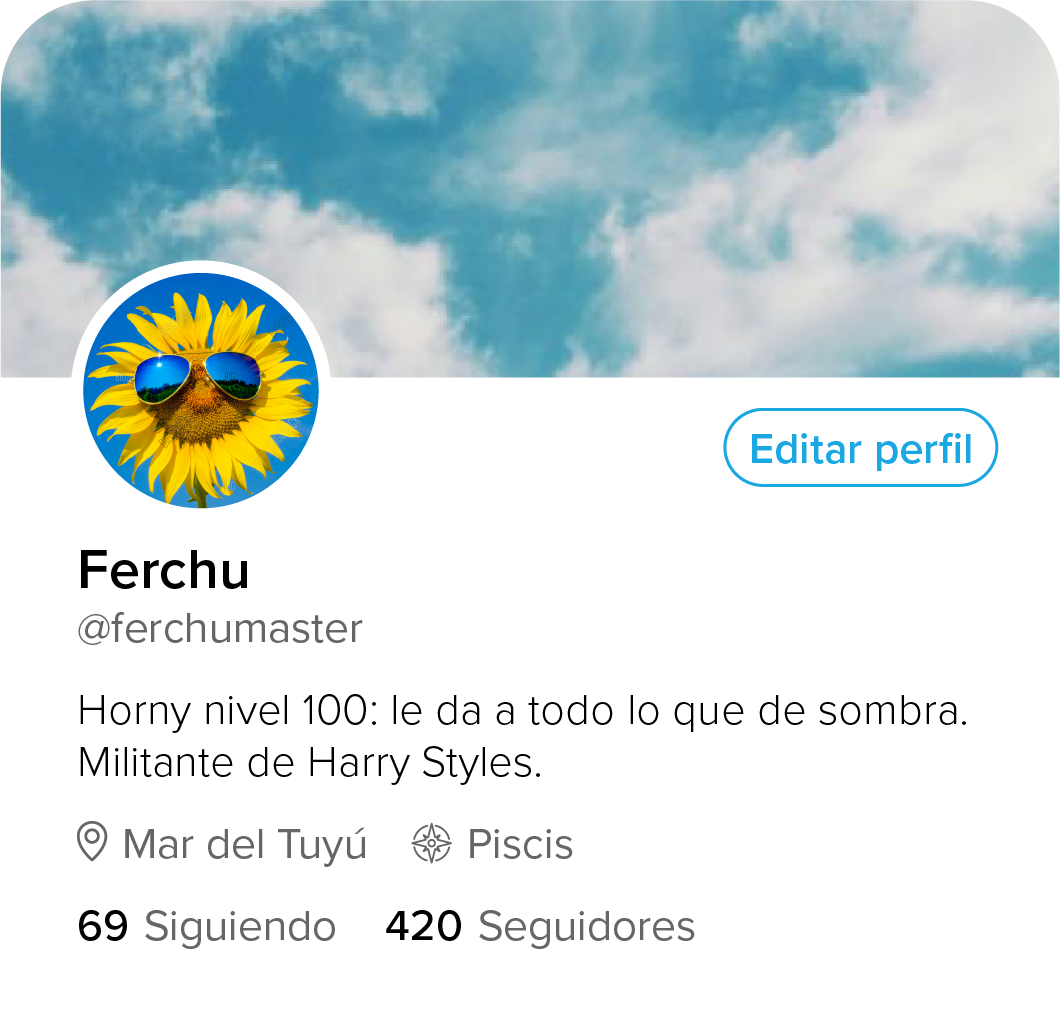 Editar perfil
Ferchu
@ferchumaster
Horny nivel 100: le da a todo lo que de sombra.
Militante de Harry Styles.
Mar del Tuyú Piscis
69 Siguiendo 420 Seguidores